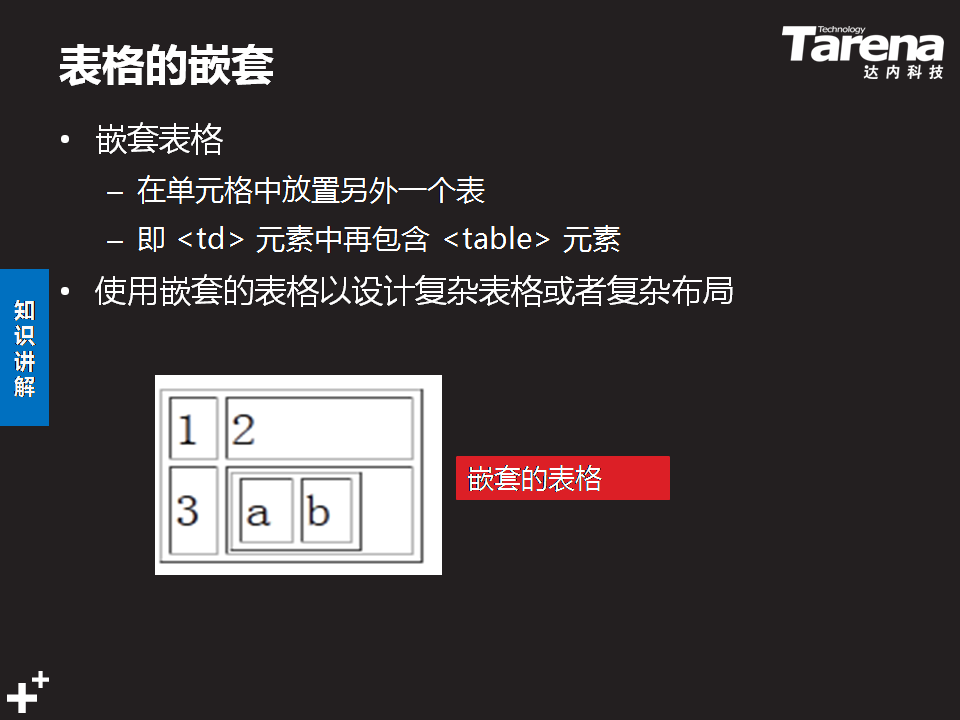 表格的嵌套
Technology
Tarena
达内科技
• 嵌套表格
– 在单元格中放置另外一个表
– 即 <td> 元素中再包含 <table> 元素
• 使用嵌套的表格以设计复杂表格或者复杂布局
知识讲解
1 2
3 a b
嵌套的表格